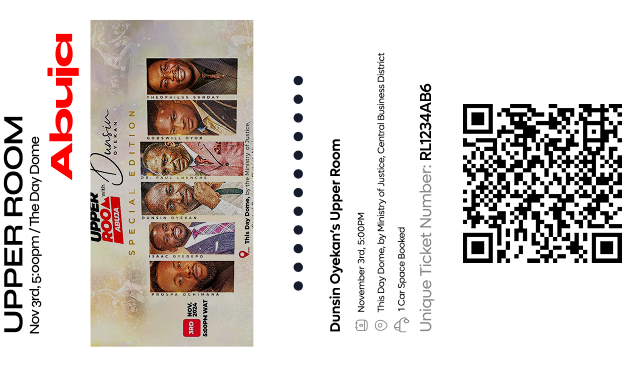 UPPER ROOM
Nov 3rd, 5:00pm / The Day Dome
Abuja
UPPER
ROOM
with
Dunsin
OYEKAN
ABUJA
SPECIAL EDITION
THEOPHILUS SUNDAY
DR. PAUL ENENCHE
DUNSIN OYEKAN
ISAAC OYEDEPO
PROSPA OCHIMANA
3RD
NOV,
2024
5:00PM WAT
This Day Dome, by the Ministry of Justice,
Dunsin Oyekan's Upper Room
November 3rd, 5:00PM
This Day Dome, by Ministry of Justice, Central Business District
1 Car Space Booked
Unique Ticket Number: RL1234AB6